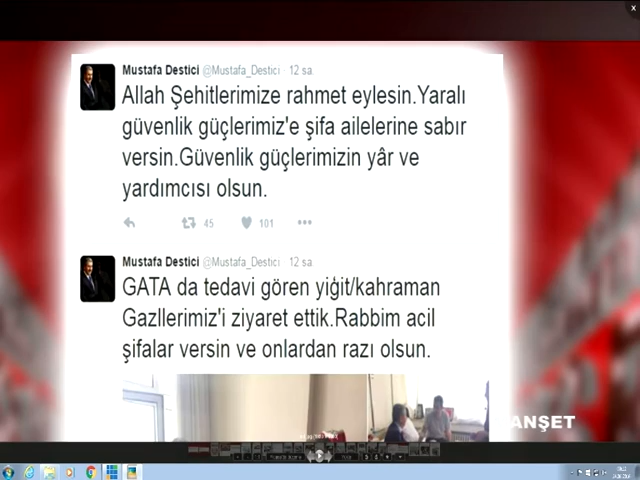 Mustafa Destici @Mustafa_Destici · 12 sa.
Allah Şehitlerimize rahmet eylesin.Yaralı
güvenlik güçlerimiz'e şifa ailelerine sabır
versin.Güvenlik güçlerimizin yâr ve
yardımcısı olsun.
45 101
Mustafa Destici @Mustafa_Destici · 12 sa.
GATA da tedavi gören yiğit/kahraman
Gazilerimiz'i ziyaret ettik.Rabbim acil
şifalar versin ve onlardan razı olsun.
ANŞET